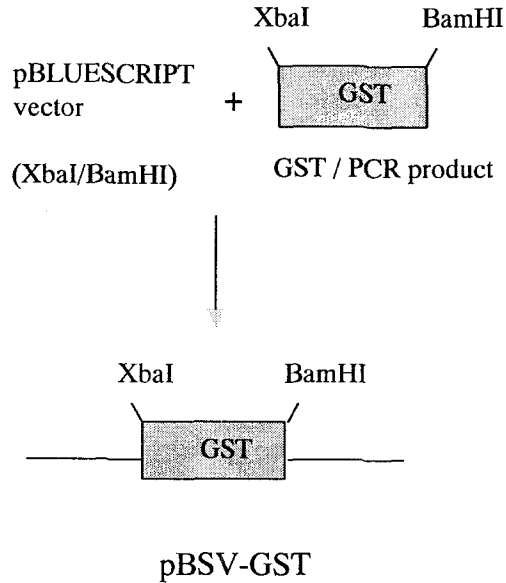 XbaI BamHI
pBLUESCRIPT
vector
+
GST
(XbaI/BamHI)
GST / PCR product
XbaI BamHI
GST
pBSV-GST